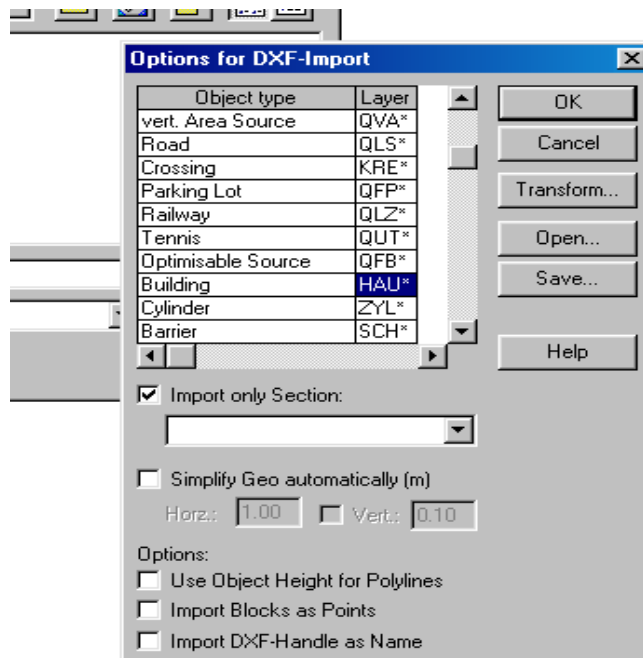 Options for DXF-Import
Object type Layer
vert. Area Source QVA*
Road QLS*
Crossing KRE*
Parking Lot QFP*
Railway QLZ*
Tennis QUT*
Optimisable Source QFB*
Building HAU*
Cylinder ZYL*
Barrier SCH*
OK
Cancel
Transform...
Open...
Save...
Help
Import only Section:
Simplify Geo automatically (m)
Horz.: 1.00 Vert.: 0.10
Options:
Use Object Height for Polylines
Import Blocks as Points
Import DXF-Handle as Name